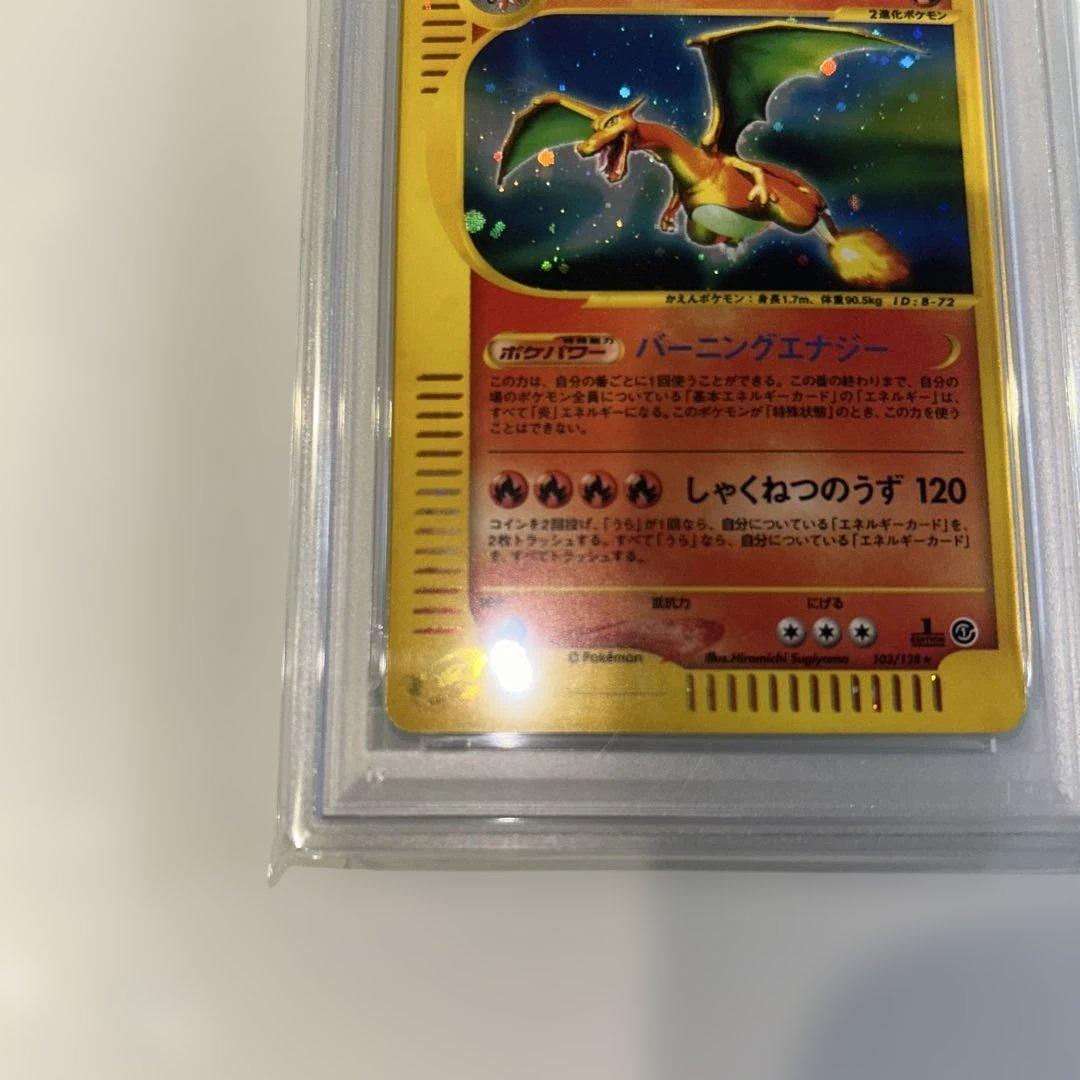 2進化ポケモン
かえんポケモン：身長1.7m、体重90.5kg ID:B-72
特殊能力
ポケパワー バーニングエナジー
この力は、自分の番ごとに1回使うことができる。この番の終わりまで、自分の
場のポケモン全員についている「基本エネルギーカード」の「エネルギー」は、
すべて「炎」エネルギーになる。このポケモンが「特殊状態」のとき、この力を使う
ことはできない。
しゃくねつのうず 120
コインを2回投げ、「うら」が1回なら、自分についている「エネルギーカード」を、
2枚トラッシュする。すべて「うら」なら、自分についている「エネルギーカード」
を、すべてトラッシュする。
抵抗力 にげる
1
EDITION
© Pokémon Illus.Hiromichi Sugiyama 103/128★